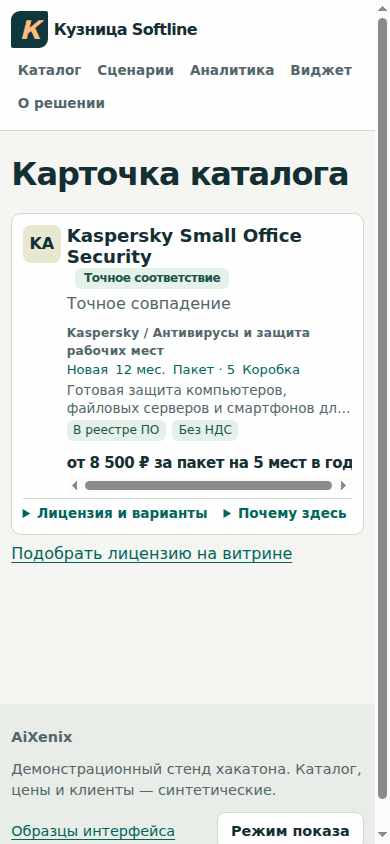 К Кузница Softline
Каталог Сценарии Аналитика Виджет
О решении
Карточка каталога
KA
Kaspersky Small Office
Security
Точное соответствие
Точное совпадение
Kaspersky / Антивирусы и защита
рабочих мест
Новая 12 мес. Пакет · 5 Коробка
Готовая защита компьютеров,
файловых серверов и смартфонов дл...
В реестре ПО Без НДС
от 8 500 ₽ за пакет на 5 мест в год
Лицензия и варианты Почему здесь
Подобрать лицензию на витрине
AiXenix
Демонстрационный стенд хакатона. Каталог,
цены и клиенты — синтетические.
Образцы интерфейса Режим показа